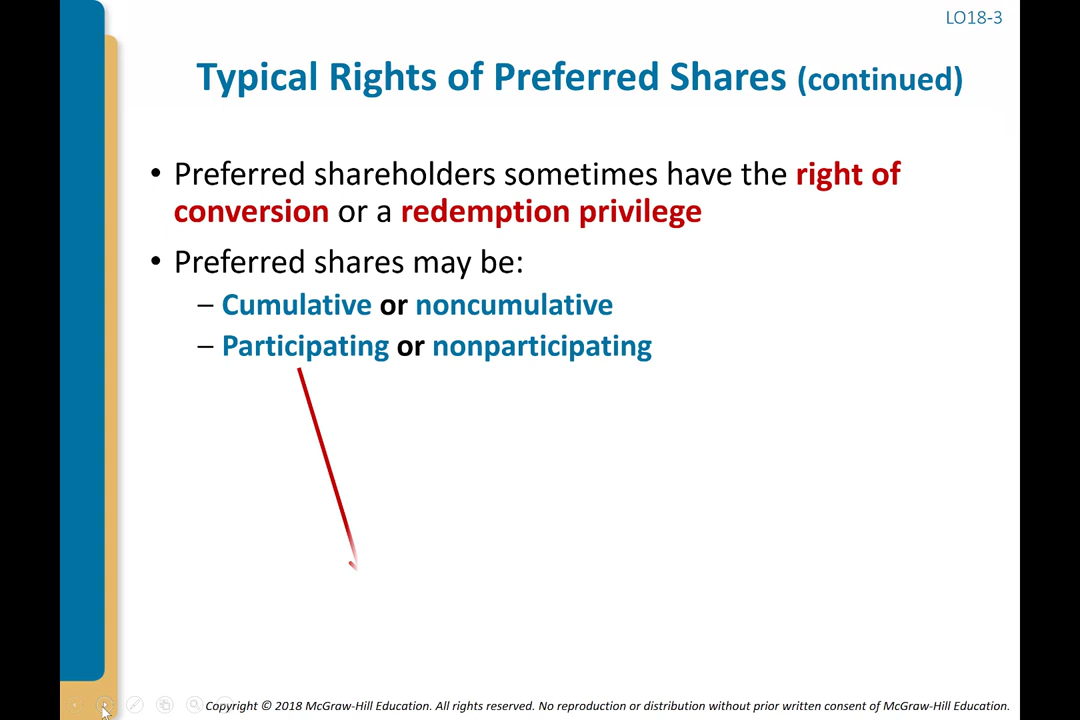 LO18-3
Typical Rights of Preferred Shares (continued)
• Preferred shareholders sometimes have the right of
conversion or a redemption privilege
• Preferred shares may be:
– Cumulative or noncumulative
– Participating or nonparticipating
Copyright © 2018 McGraw-Hill Education. All rights reserved. No reproduction or distribution without prior written consent of McGraw-Hill Education.